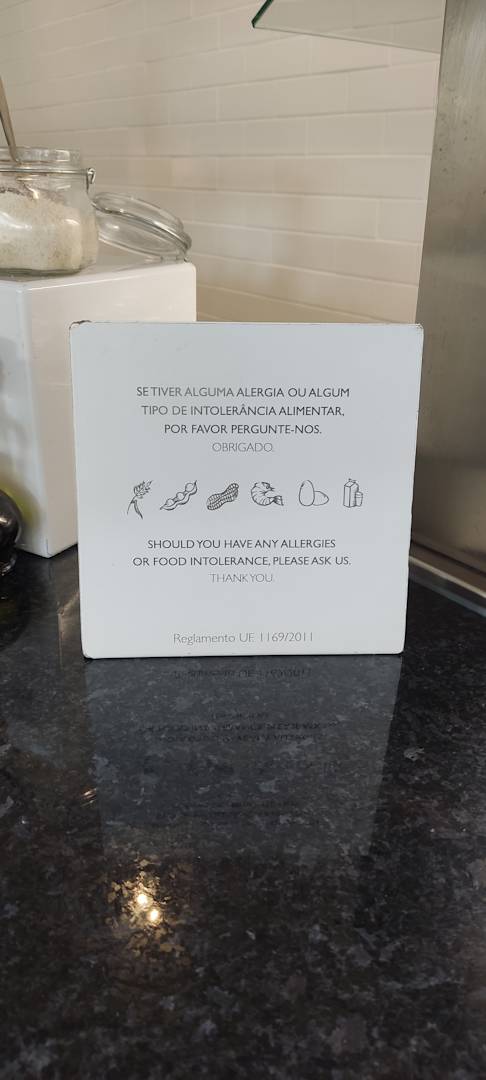 SE TIVER ALGUMA ALERGIA OU ALGUM
TIPO DE INTOLERÂNCIA ALIMENTAR,
POR FAVOR PERGUNTE-NOS.
OBRIGADO.
SHOULD YOU HAVE ANY ALLERGIES
OR FOOD INTOLERANCE, PLEASE ASK US.
THANK YOU.
Reglamento UE 1169/2011